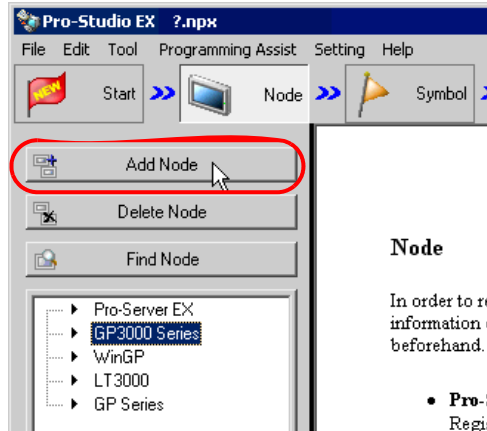 Pro-Studio EX ?.npx
File Edit Tool Programming Assist Setting Help
NEW Start Node Symbol
Add Node
Delete Node
Find Node
Pro-Server EX
GP3000 Series
WinGP
LT3000
GP Series
Node
In order to r
information
beforehand.
• Pro-
Regi